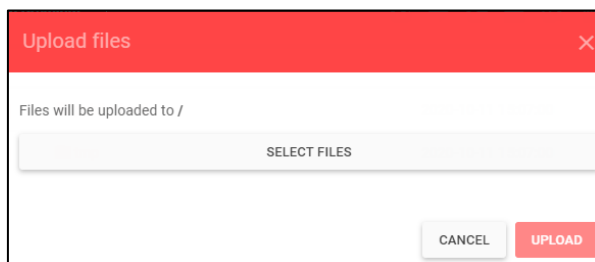 Upload files
Files will be uploaded to /
SELECT FILES
CANCEL
UPLOAD